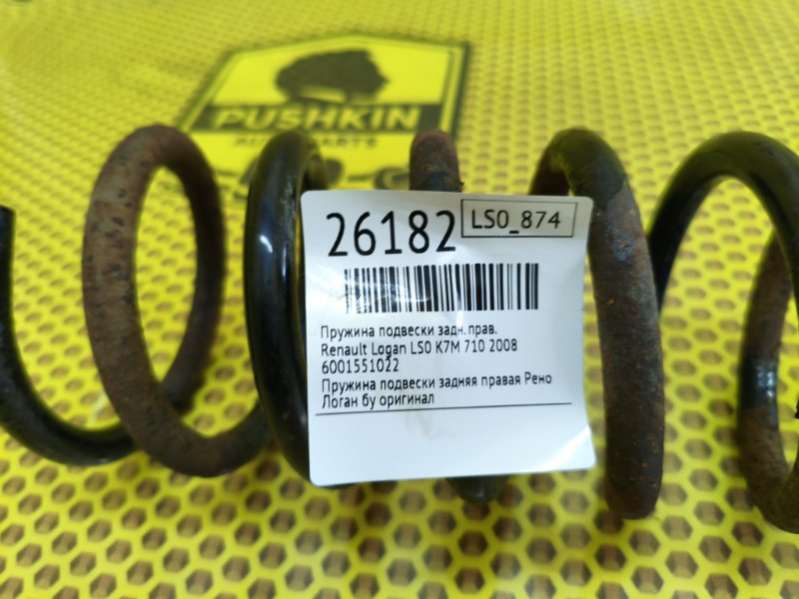 PUSHKIN
26182
LS0_874
Пружина подвески задн. прав.
Renault Logan LS0 K7M 710 2008
6001551022
Пружина подвески задняя правая Рено
Логан бу оригинал